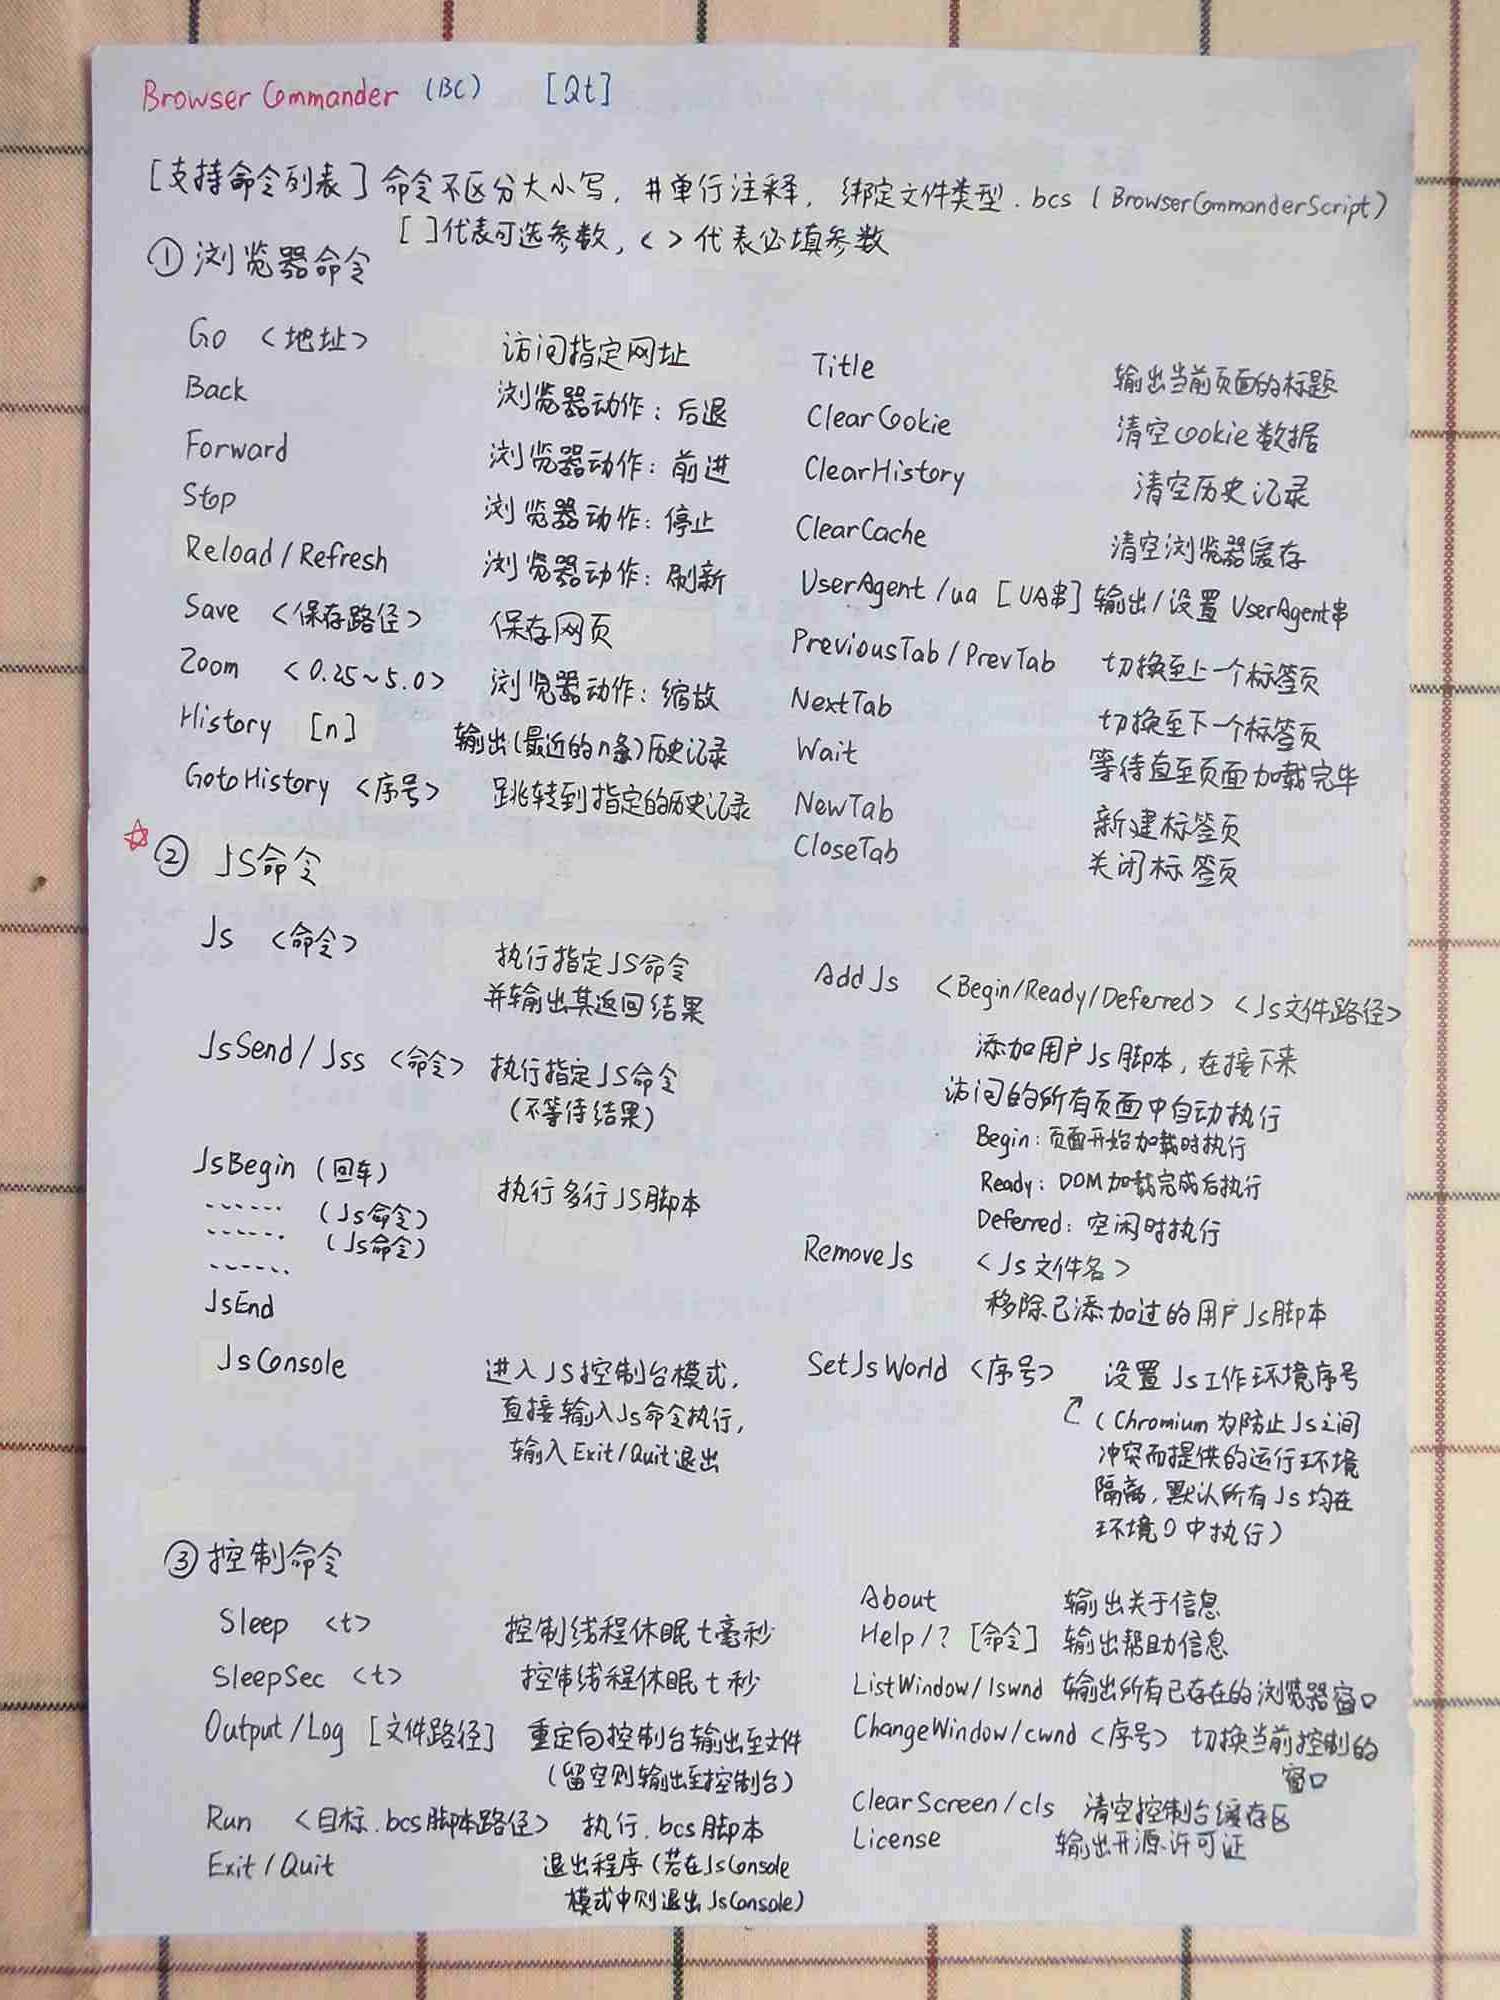 Browser Commander (BC) [Qt]
[支持命令列表] 命令不区分大小写, #单行注释, 绑定文件类型.bcs (BrowserCommanderScript)
[ ]代表可选参数, < >代表必填参数
① 浏览器命令
Go <地址> 访问指定网址
Back 浏览器动作: 后退
Forward 浏览器动作: 前进
Stop 浏览器动作: 停止
Reload/Refresh 浏览器动作: 刷新
Save <保存路径> 保存网页
Zoom <0.25~5.0> 浏览器动作: 缩放
History [n] 输出(最近的n条)历史记录
GotoHistory <序号> 跳转到指定的历史记录
Title 输出当前页面的标题
ClearCookie 清空cookie数据
ClearHistory 清空历史记录
ClearCache 清空浏览器缓存
UserAgent/ua [UA串] 输出/设置UserAgent串
PreviousTab/PrevTab 切换至上一个标签页
NextTab 切换至下一个标签页
Wait 等待直至页面加载完毕
NewTab 新建标签页
CloseTab 关闭标签页
☆ ② JS命令
Js <命令> 执行指定JS命令
并输出其返回结果
JsSend/Jss <命令> 执行指定JS命令
(不等待结果)
JsBegin (回车) 执行多行JS脚本
...... (Js命令)
...... (Js命令)
......
JsEnd
JsConsole 进入JS控制台模式,
直接输入Js命令执行,
输入Exit/Quit退出
AddJs <Begin/Ready/Deferred> <Js文件路径>
添加用户Js脚本, 在接下来
访问的所有页面中自动执行
Begin: 页面开始加载时执行
Ready: DOM加载完成后执行
Deferred: 空闲时执行
RemoveJs <Js文件名>
移除已添加过的用户Js脚本
SetJsWorld <序号> 设置Js工作环境序号
(Chromium为防止Js之间
冲突而提供的运行环境
隔离, 默认所有Js均在
环境0中执行)
③ 控制命令
Sleep <t> 控制线程休眠t毫秒
SleepSec <t> 控制线程休眠t秒
Output/Log [文件路径] 重定向控制台输出至文件
(留空则输出至控制台)
Run <目标.bcs脚本路径> 执行.bcs脚本
Exit/Quit 退出程序(若在JsConsole
模式中则退出JsConsole)
About 输出关于信息
Help/? [命令] 输出帮助信息
ListWindow/lswnd 输出所有已存在的浏览器窗口
ChangeWindow/cwnd <序号> 切换当前控制的
窗口
ClearScreen/cls 清空控制台缓存区
License 输出开源许可证